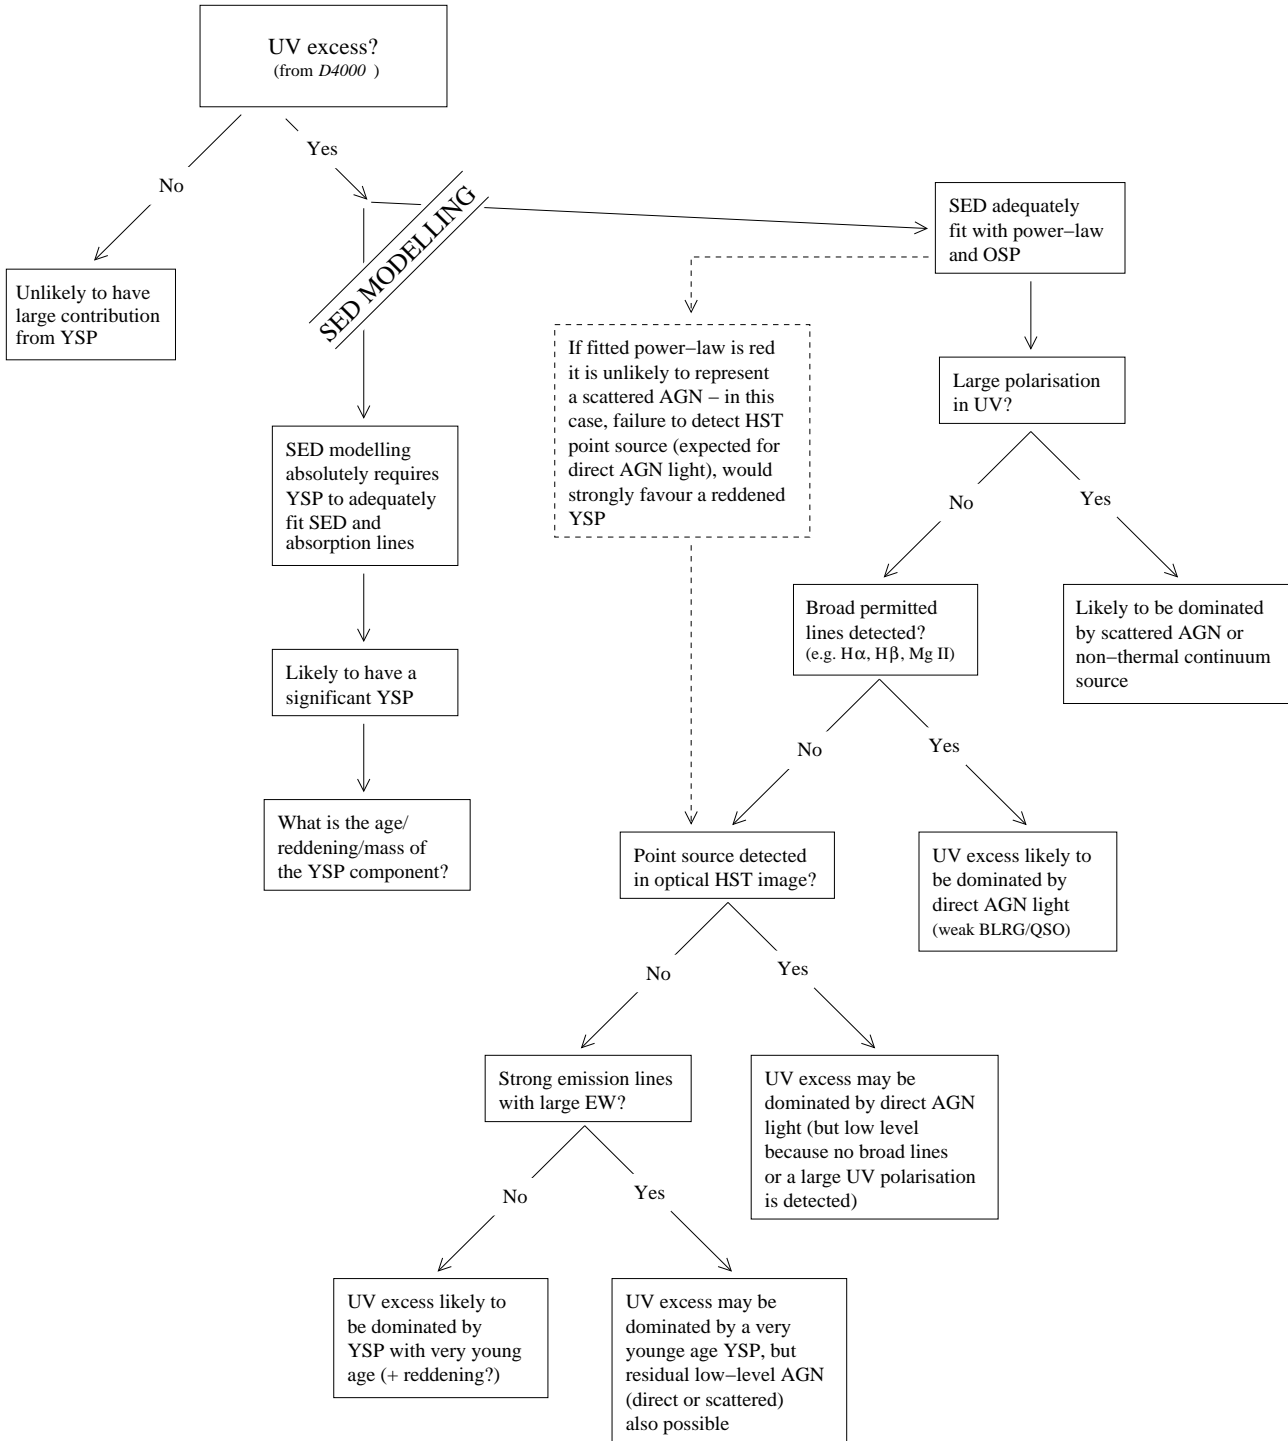 UV excess?
(from D4000 )
Yes
No
SED MODELLING
SED adequately
fit with power−law
and OSP
Unlikely to have
large contribution
from YSP
If fitted power−law is red
it is unlikely to represent
a scattered AGN − in this
case, failure to detect HST
point source (expected for
direct AGN light), would
strongly favour a reddened
YSP
Large polarisation
in UV?
SED modelling
absolutely requires
YSP to adequately
fit SED and
absorption lines
No
Yes
Broad permitted
lines detected?
(e.g. Hα, Hβ, Mg II)
Likely to be dominated
by scattered AGN or
non−thermal continuum
source
Likely to have a
significant YSP
No
Yes
What is the age/
reddening/mass of
the YSP component?
Point source detected
in optical HST image?
UV excess likely to
be dominated by
direct AGN light
(weak BLRG/QSO)
No
Yes
Strong emission lines
with large EW?
UV excess may be
dominated by direct AGN
light (but low level
because no broad lines
or a large UV polarisation
is detected)
No
Yes
UV excess likely to
be dominated by
YSP with very young
age (+ reddening?)
UV excess may be
dominated by a very
younge age YSP, but
residual low−level AGN
(direct or scattered)
also possible